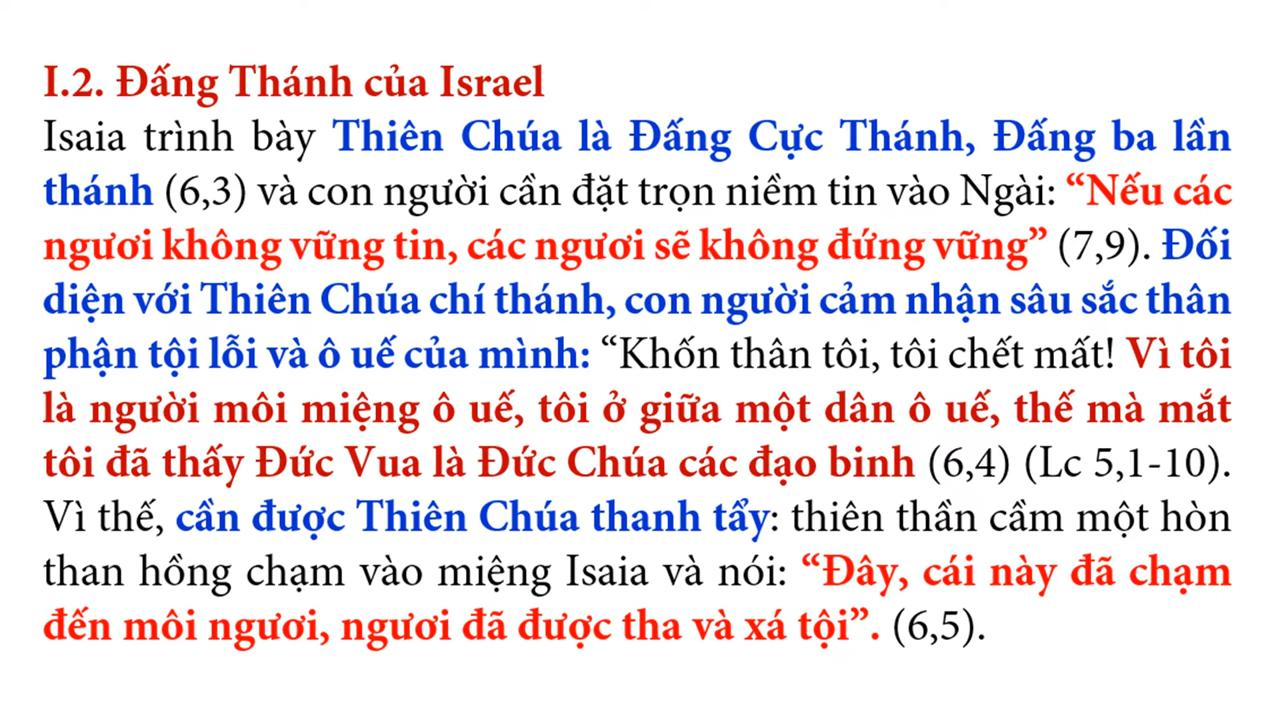 I.2. Đấng Thánh của Israel
Isaia trình bày Thiên Chúa là Đấng Cực Thánh, Đấng ba lần
thánh (6,3) và con người cần đặt trọn niềm tin vào Ngài: “Nếu các
ngươi không vững tin, các ngươi sẽ không đứng vững” (7,9). Đối
diện với Thiên Chúa chí thánh, con người cảm nhận sâu sắc thân
phận tội lỗi và ô uế của mình: “Khốn thân tôi, tôi chết mất! Vì tôi
là người môi miệng ô uế, tôi ở giữa một dân ô uế, thế mà mắt
tôi đã thấy Đức Vua là Đức Chúa các đạo binh (6,4) (Lc 5,1-10).
Vì thế, cần được Thiên Chúa thanh tẩy: thiên thần cầm một hòn
than hồng chạm vào miệng Isaia và nói: “Đây, cái này đã chạm
đến môi ngươi, ngươi đã được tha và xá tội”. (6,5).